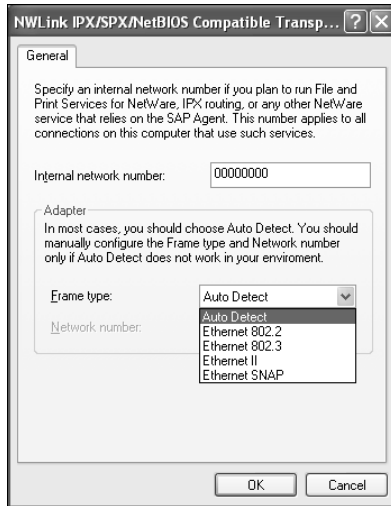 NWLink IPX/SPX/NetBIOS Compatible Transp...
General
Specify an internal network number if you plan to run File and
Print Services for NetWare, IPX routing, or any other NetWare
service that relies on the SAP Agent. This number applies to all
connections on this computer that use such services.
Internal network number: 00000000
Adapter
In most cases, you should choose Auto Detect. You should
manually configure the Frame type and Network number
only if Auto Detect does not work in your enviroment.
Frame type: Auto Detect
Auto Detect
Network number:
Ethernet 802.2
Ethernet 802.3
Ethernet II
Ethernet SNAP
OK Cancel